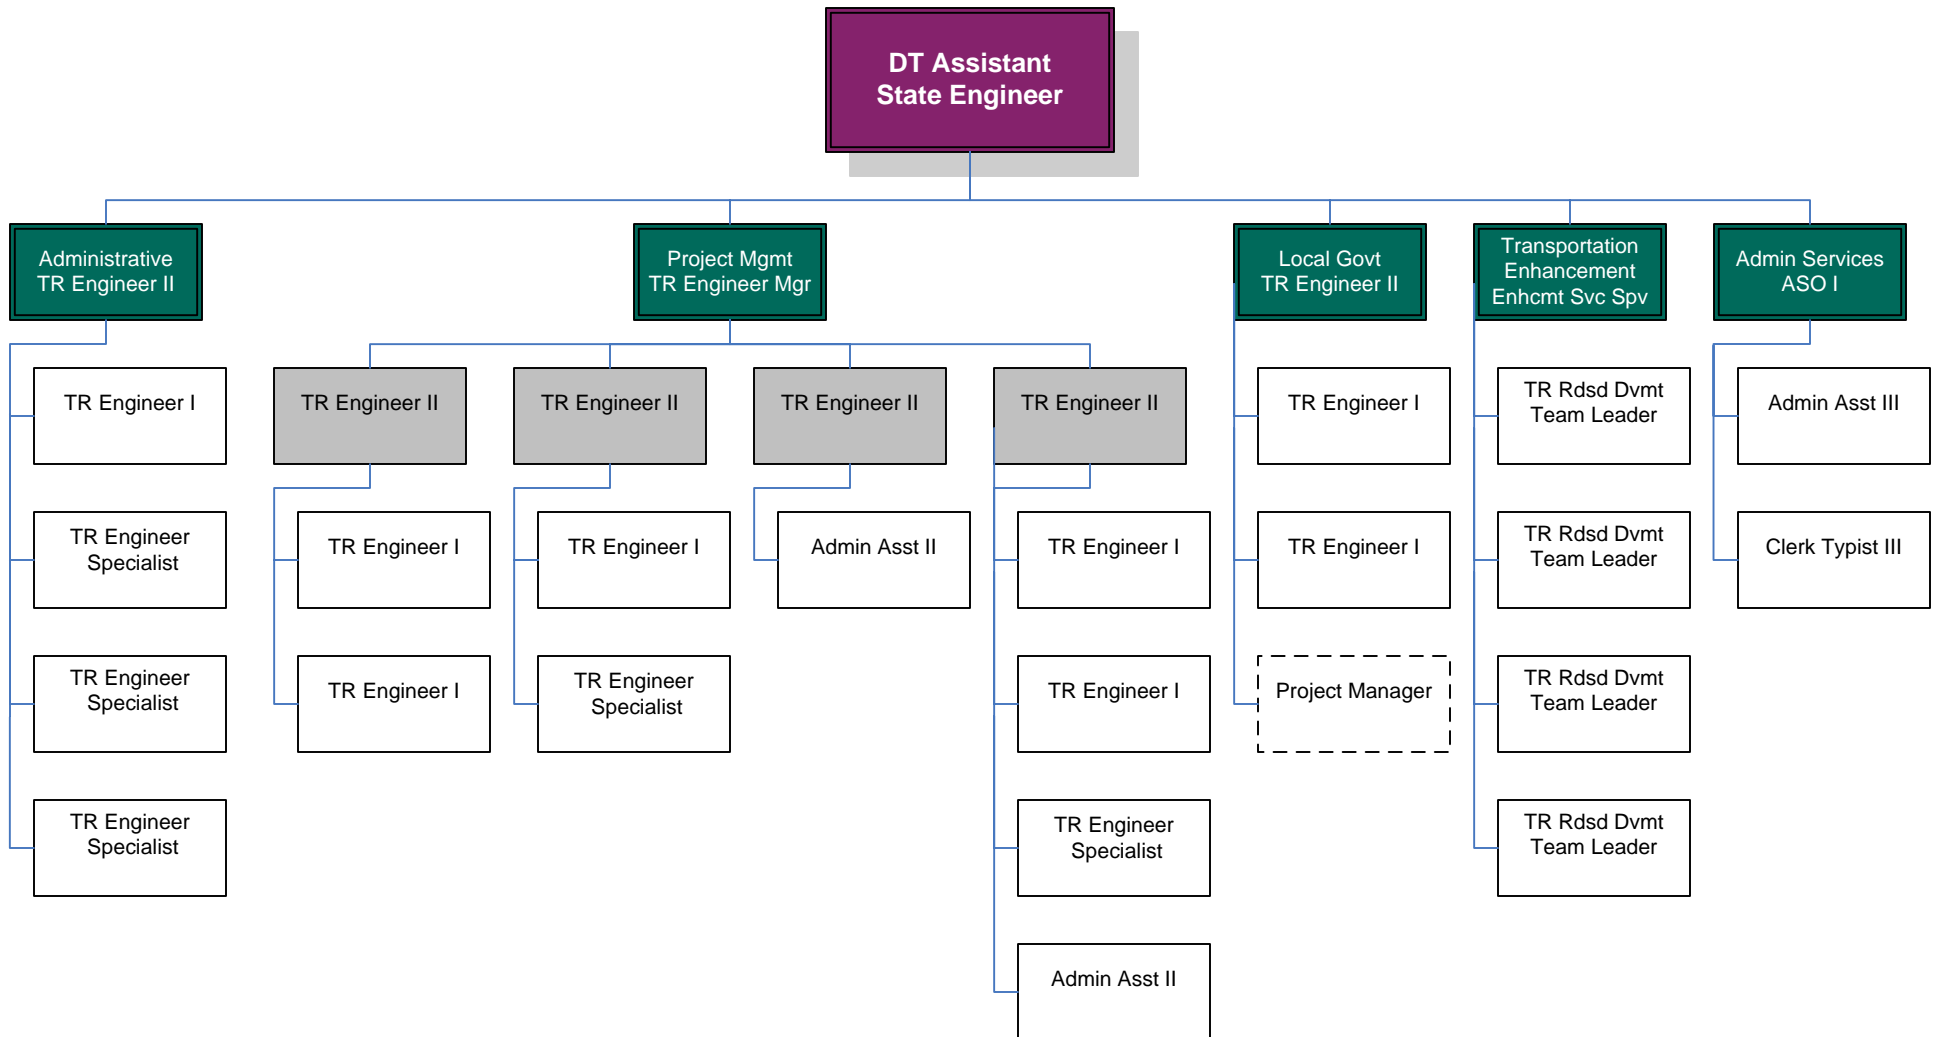 DT Assistant
State Engineer
Administrative
TR Engineer II
Project Mgmt
TR Engineer Mgr
Local Govt
TR Engineer II
Transportation
Enhancement
Enhcmt Svc Spv
Admin Services
ASO I
TR Engineer I
TR Engineer II
TR Engineer II
TR Engineer II
TR Engineer II
TR Engineer I
TR Rdsd Dvmt
Team Leader
Admin Asst III
TR Engineer
Specialist
TR Engineer I
TR Engineer I
Admin Asst II
TR Engineer I
TR Engineer I
TR Rdsd Dvmt
Team Leader
Clerk Typist III
TR Engineer
Specialist
TR Engineer I
TR Engineer
Specialist
TR Engineer I
Project Manager
TR Rdsd Dvmt
Team Leader
TR Engineer
Specialist
TR Engineer
Specialist
TR Rdsd Dvmt
Team Leader
Admin Asst II